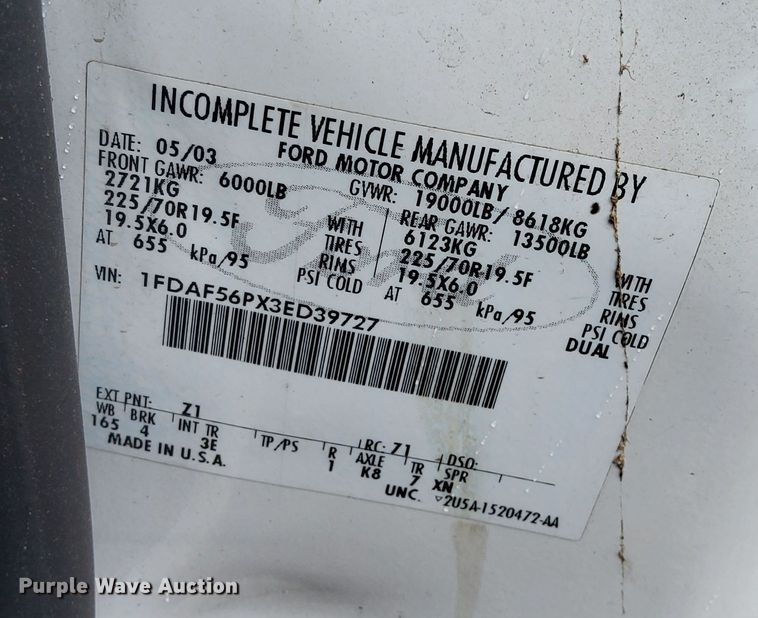 INCOMPLETE VEHICLE MANUFACTURED BY
FORD MOTOR COMPANY
DATE: 05/03 GVWR: 19000LB/ 8618KG
FRONT GAWR: 6000LB REAR GAWR: 13500LB
2721KG 6123KG
225/70R19.5F WITH TIRES 225/70R19.5F WITH TIRES
19.5X6.0 RIMS 19.5X6.0 RIMS
AT 655 kPa/95 PSI COLD AT 655 kPa/95 PSI COLD
DUAL
Ford
VIN: 1FDAF56PX3ED39727
EXT PNT: Z1 RC: 71 DSO:
WB BRK INT TR TP/PS R AXLE TR SPR
165 4 3E 1 K8 7 XN
MADE IN U.S.A. UNC. 2U5A-1520472-AA
Purple Wave Auction